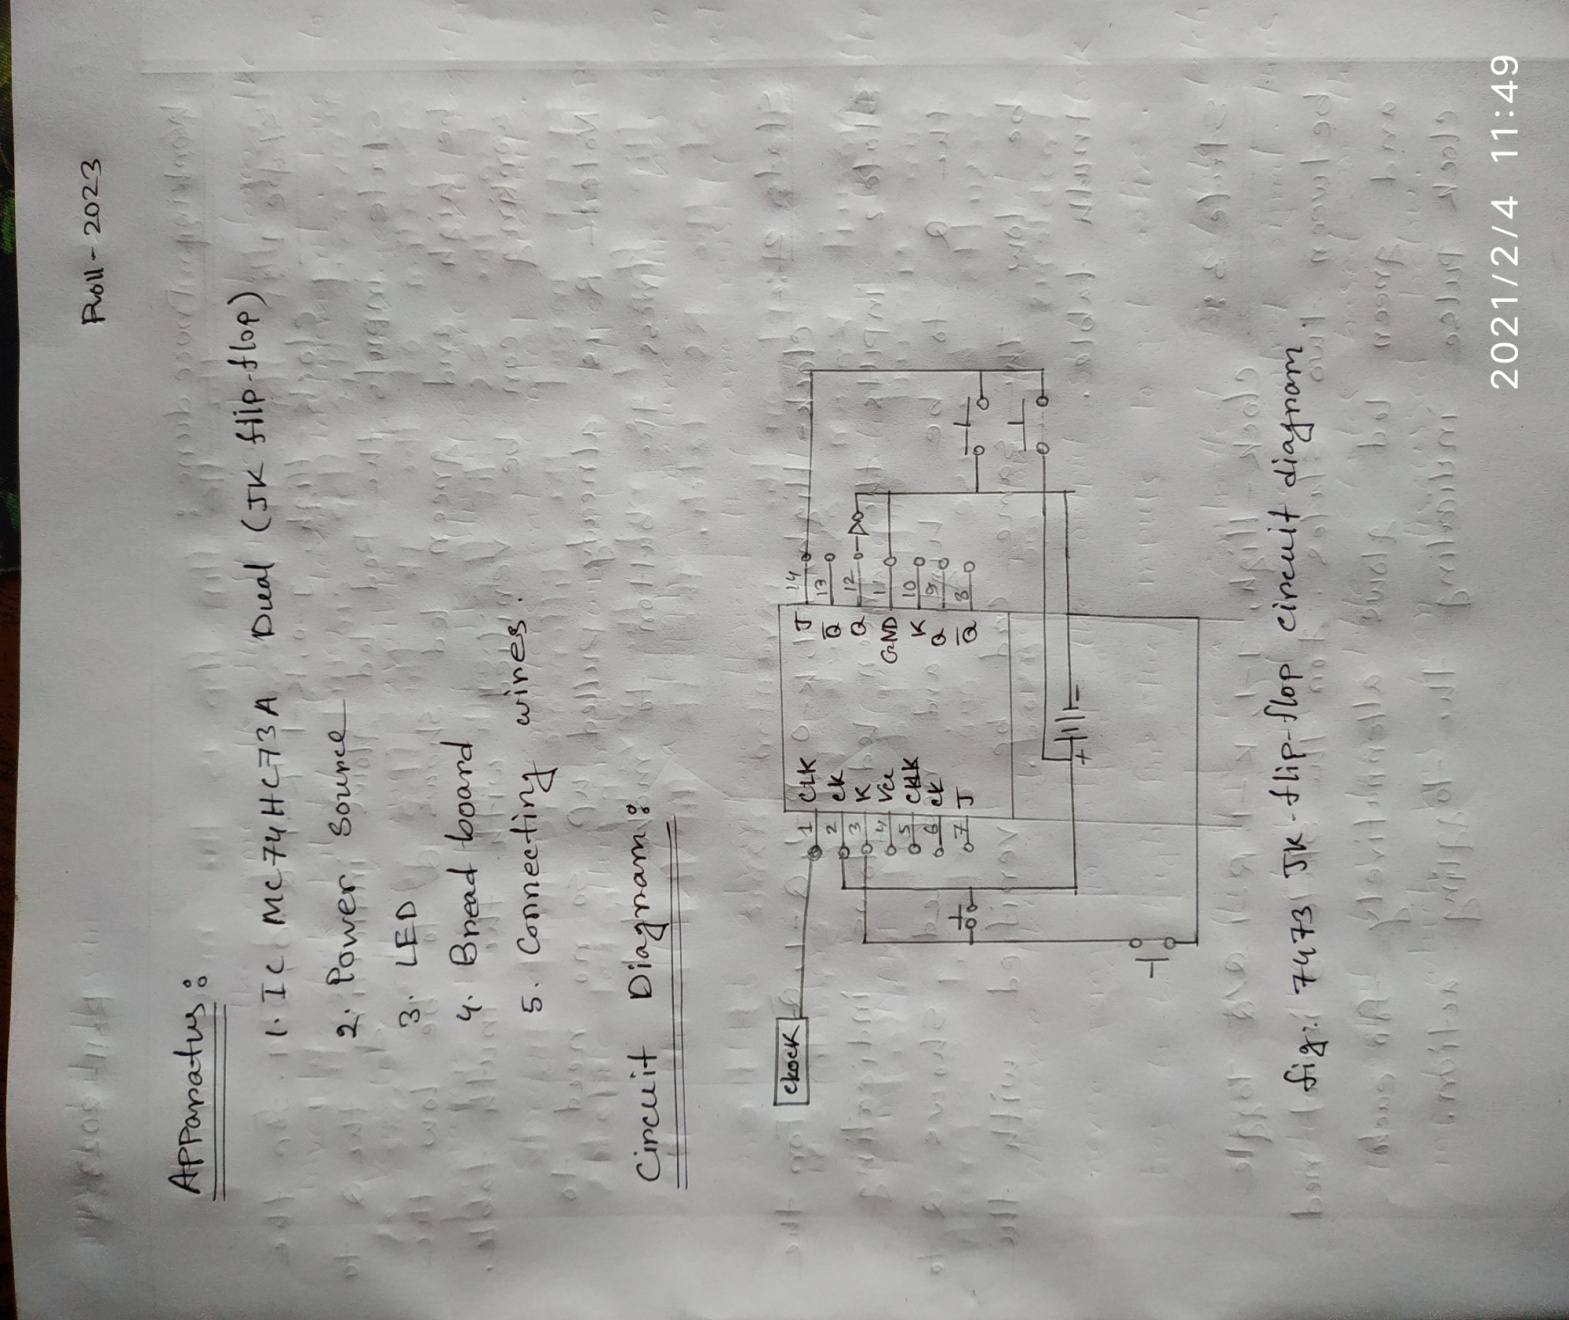 Roll-2023
Apparatus:
1. Ic MC74HC73A Dual (JK flip-flop)
2. Power source
3. LED
4. Bread board
5. Connecting wires.
Circuit Diagram:
clock
1 CLK
2 CK
3 K
4 Vcc
5 CLK
6 CK
7 J
J 14
Q̅ 13
Q 12
GND 11
K 10
Q 9
Q̅ 8
+ -
fig: 7473 JK-flip-flop circuit diagram.
2021/2/4 11:49